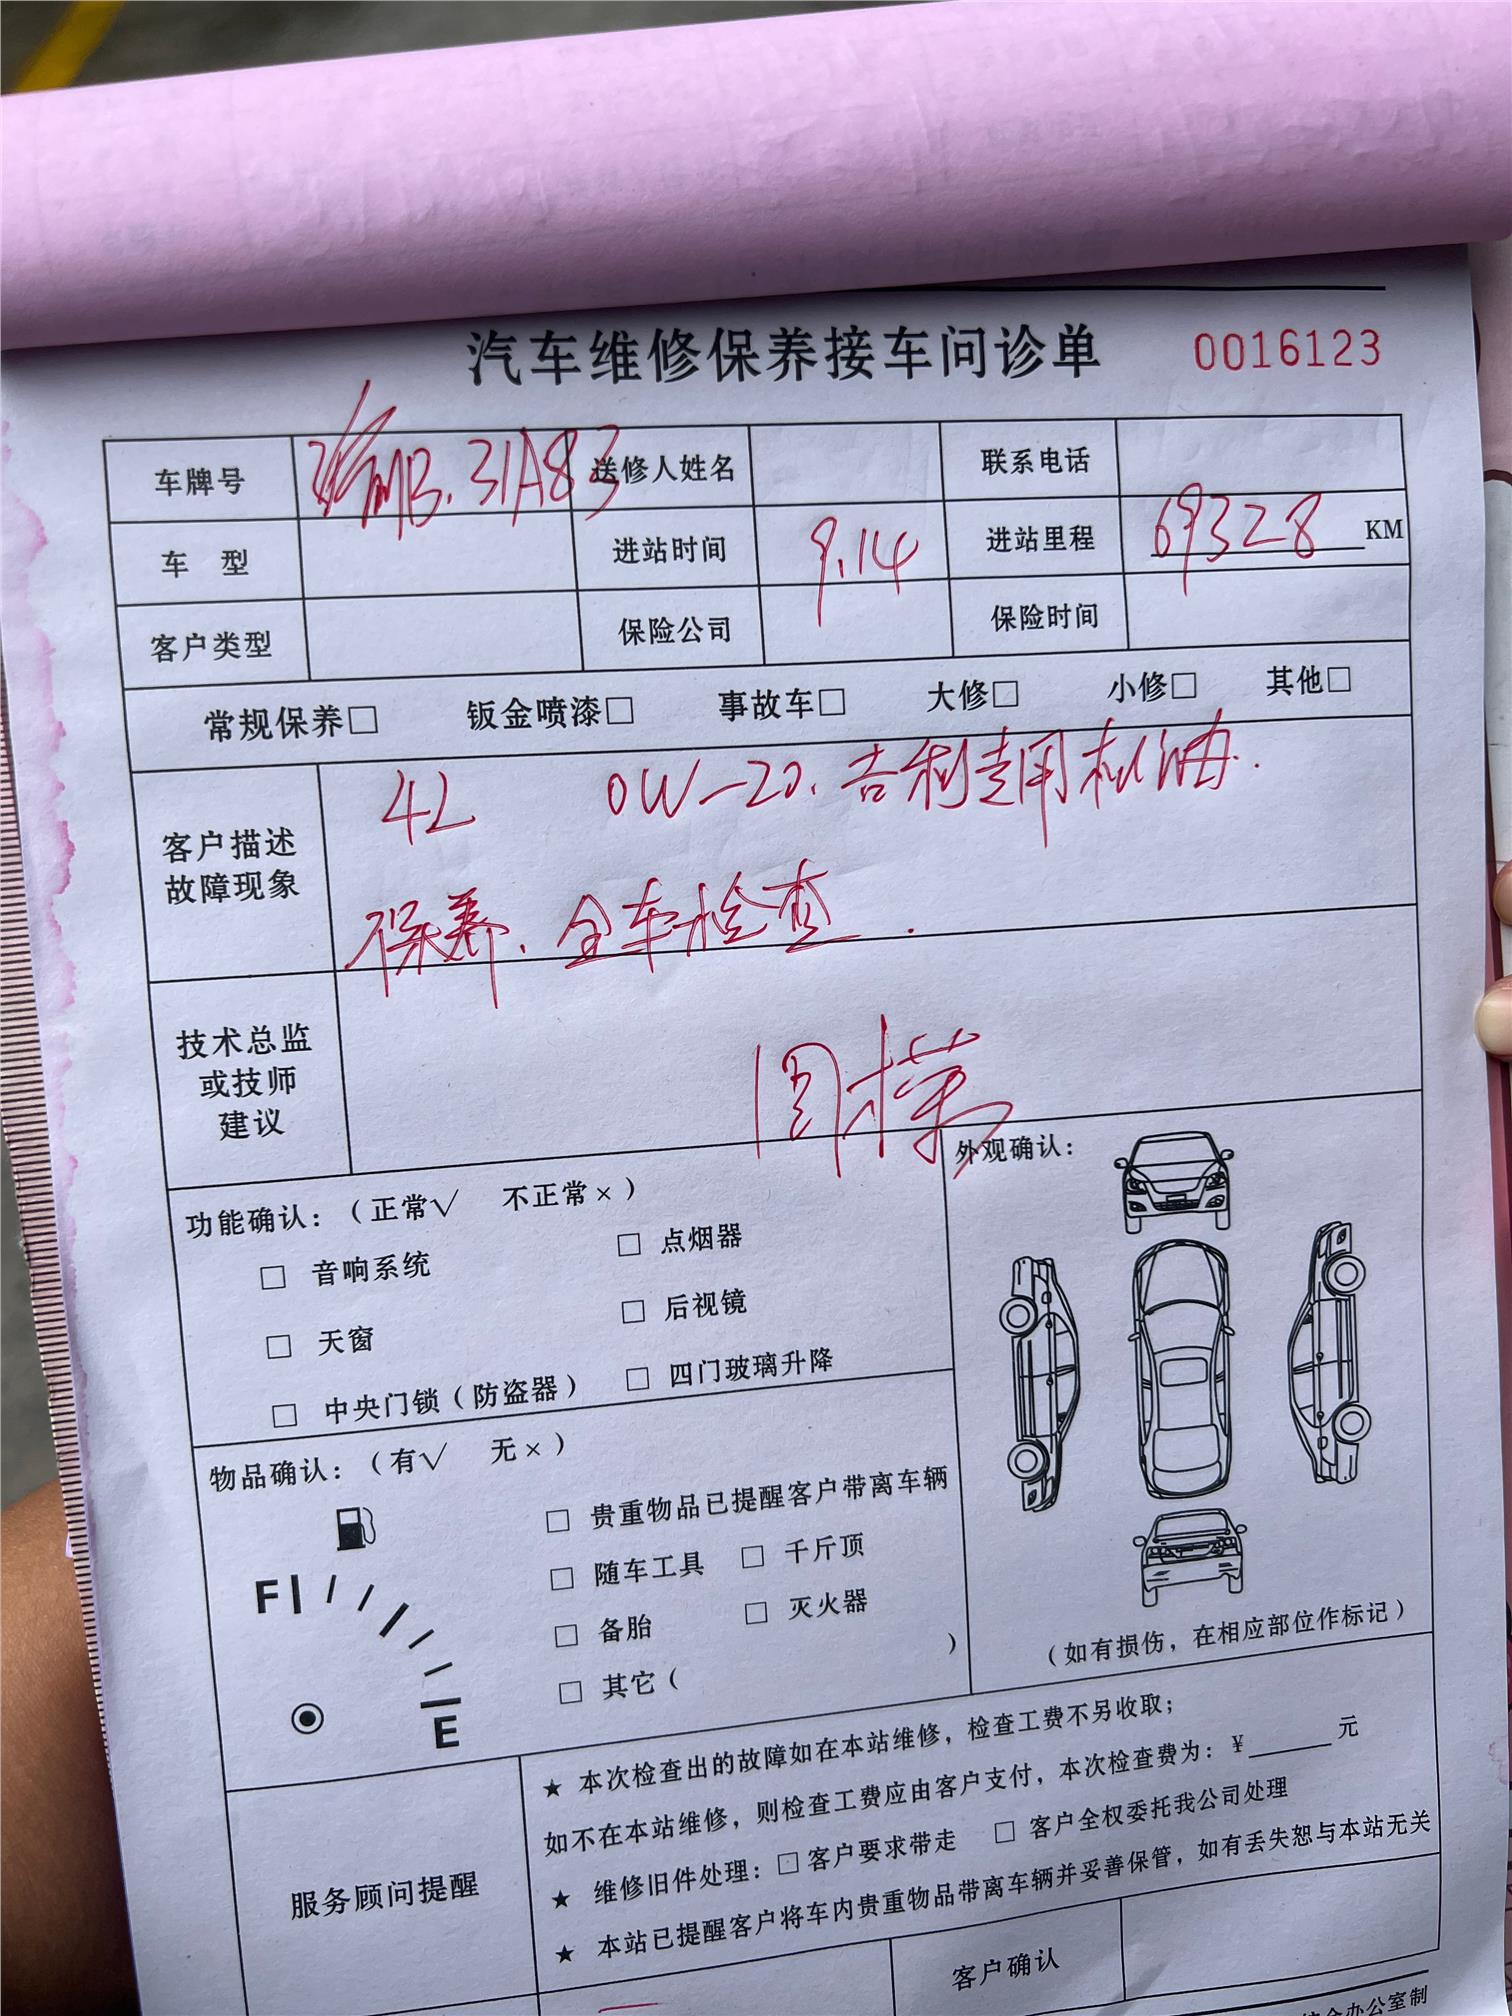 汽车维修保养接车问诊单 0016123
车牌号 渝B.31A83 送修人姓名 联系电话
车 型 进站时间 9.14 进站里程 69328 KM
客户类型 保险公司 保险时间
常规保养□ 钣金喷漆□ 事故车□ 大修□ 小修□ 其他□
客户描述
故障现象
4L 0W-20.吉利专用机油.
保养.全车检查.
技术总监
或技师
建议
功能确认：（正常√ 不正常×）
□ 音响系统 □ 点烟器
□ 天窗 □ 后视镜
□ 中央门锁（防盗器） □ 四门玻璃升降
外观确认：
（如有损伤，在相应部位作标记）
物品确认：（有√ 无×）
F
E
□ 贵重物品已提醒客户带离车辆
□ 随车工具 □ 千斤顶
□ 备胎 □ 灭火器
□ 其它（ ）
服务顾问提醒
★ 本次检查出的故障如在本站维修，检查工费不另收取；
如不在本站维修，则检查工费应由客户支付，本次检查费为：¥______元
★ 维修旧件处理：□客户要求带走 □ 客户全权委托我公司处理
★ 本站已提醒客户将车内贵重物品带离车辆并妥善保管，如有丢失恕与本站无关
客户确认
办公室制